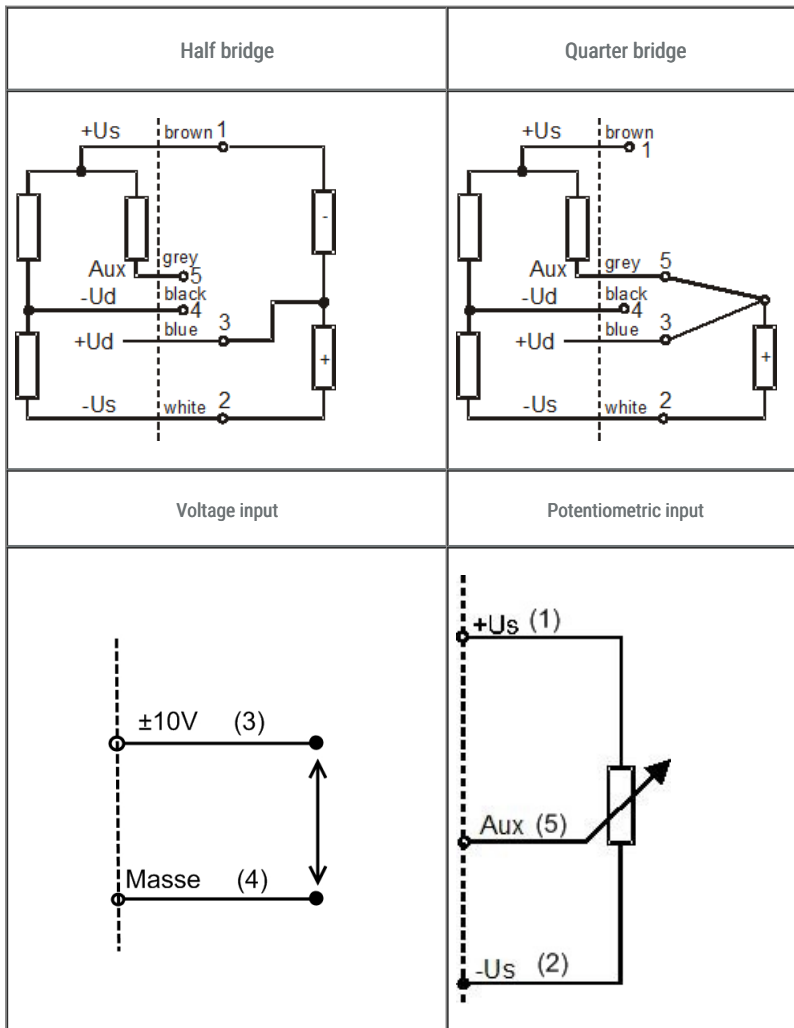 Half bridge
Quarter bridge
+Us
brown 1
-
grey
Aux
5
black
-Ud
4
3
blue
+Ud
+
-Us
white 2
+Us
brown
1
grey 5
Aux
black
-Ud
4
3
blue
+Ud
+
-Us
white 2
Voltage input
Potentiometric input
±10V (3)
Masse (4)
+Us (1)
Aux (5)
-Us (2)